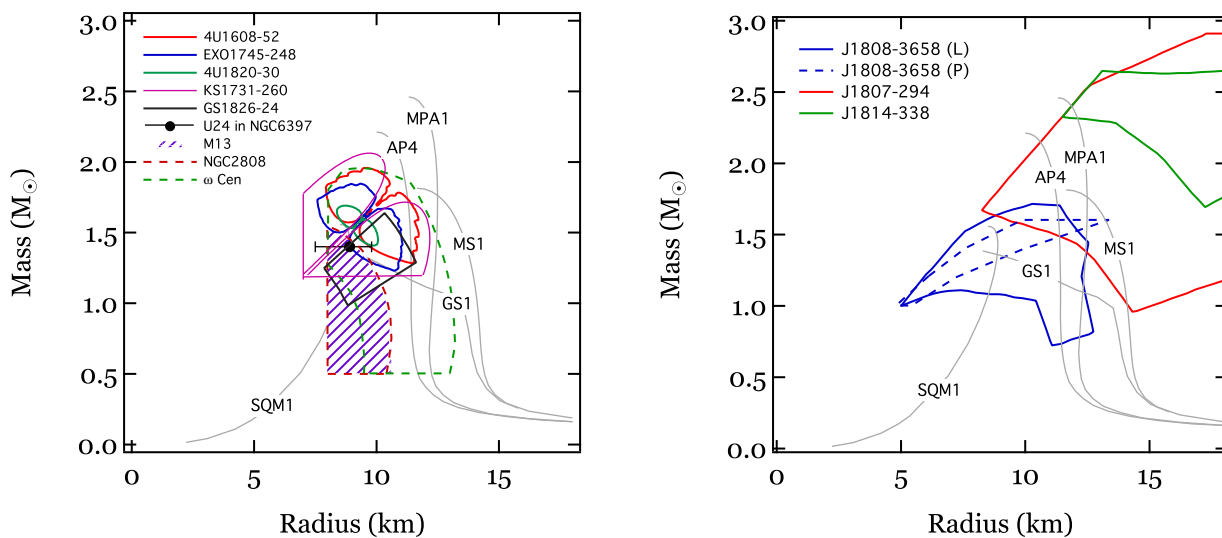 3.0
2.5
2.0
1.5
1.0
0.5
0.0
Mass (M☉)
4U1608-52
EXO1745-248
4U1820-30
KS1731-260
GS1826-24
U24 in NGC6397
M13
NGC2808
ω Cen
MPA1
AP4
MS1
GS1
SQM1
0 5 10 15
Radius (km)
3.0
2.5
2.0
1.5
1.0
0.5
0.0
Mass (M☉)
J1808-3658 (L)
J1808-3658 (P)
J1807-294
J1814-338
MPA1
AP4
MS1
GS1
SQM1
0 5 10 15
Radius (km)